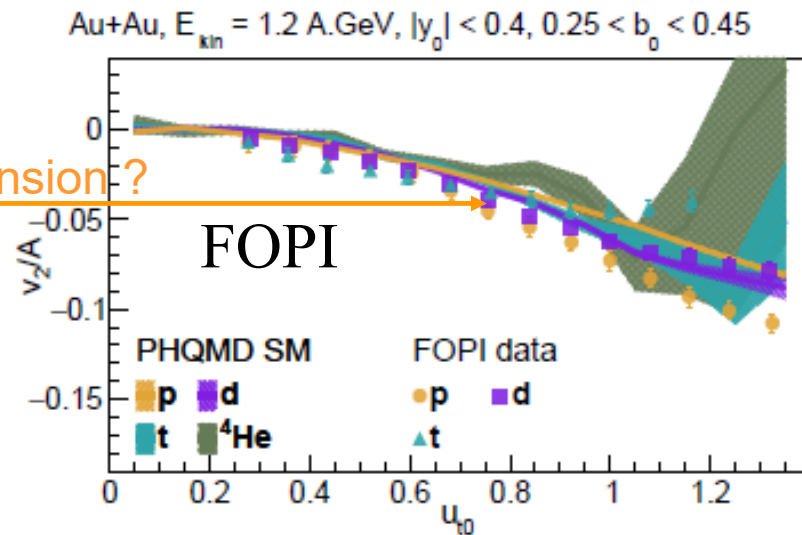 Au+Au, E_kin = 1.2 A.GeV, |y_0| < 0.4, 0.25 < b_0 < 0.45
nsion ?
FOPI
v_2/A
0
−0.05
−0.1
−0.15
PHQMD SM
p d
t ^4He
FOPI data
p d
t
0 0.2 0.4 0.6 0.8 1 1.2
u_t0